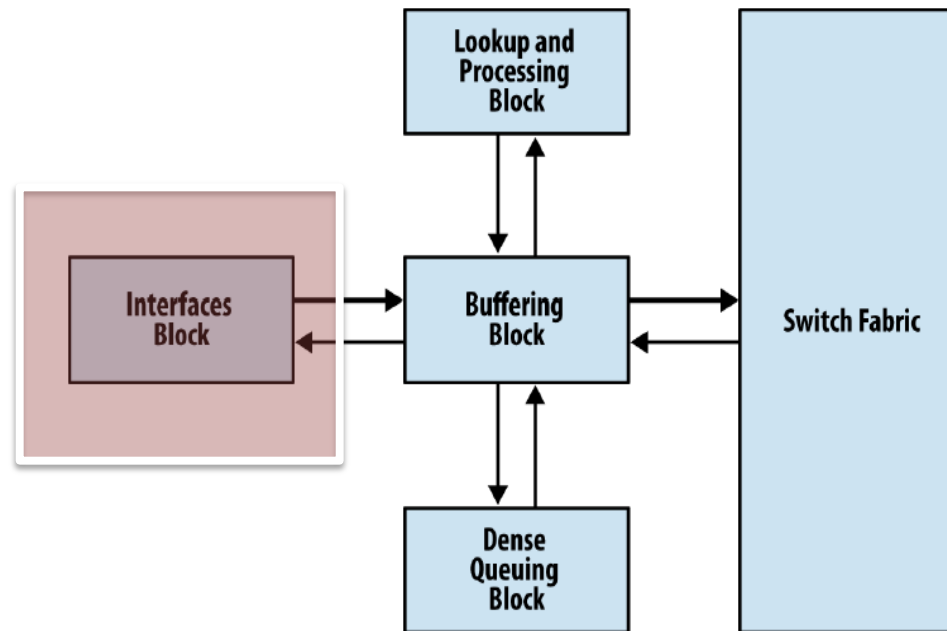 Lookup and
Processing
Block
Interfaces
Block
Buffering
Block
Switch Fabric
Dense
Queuing
Block